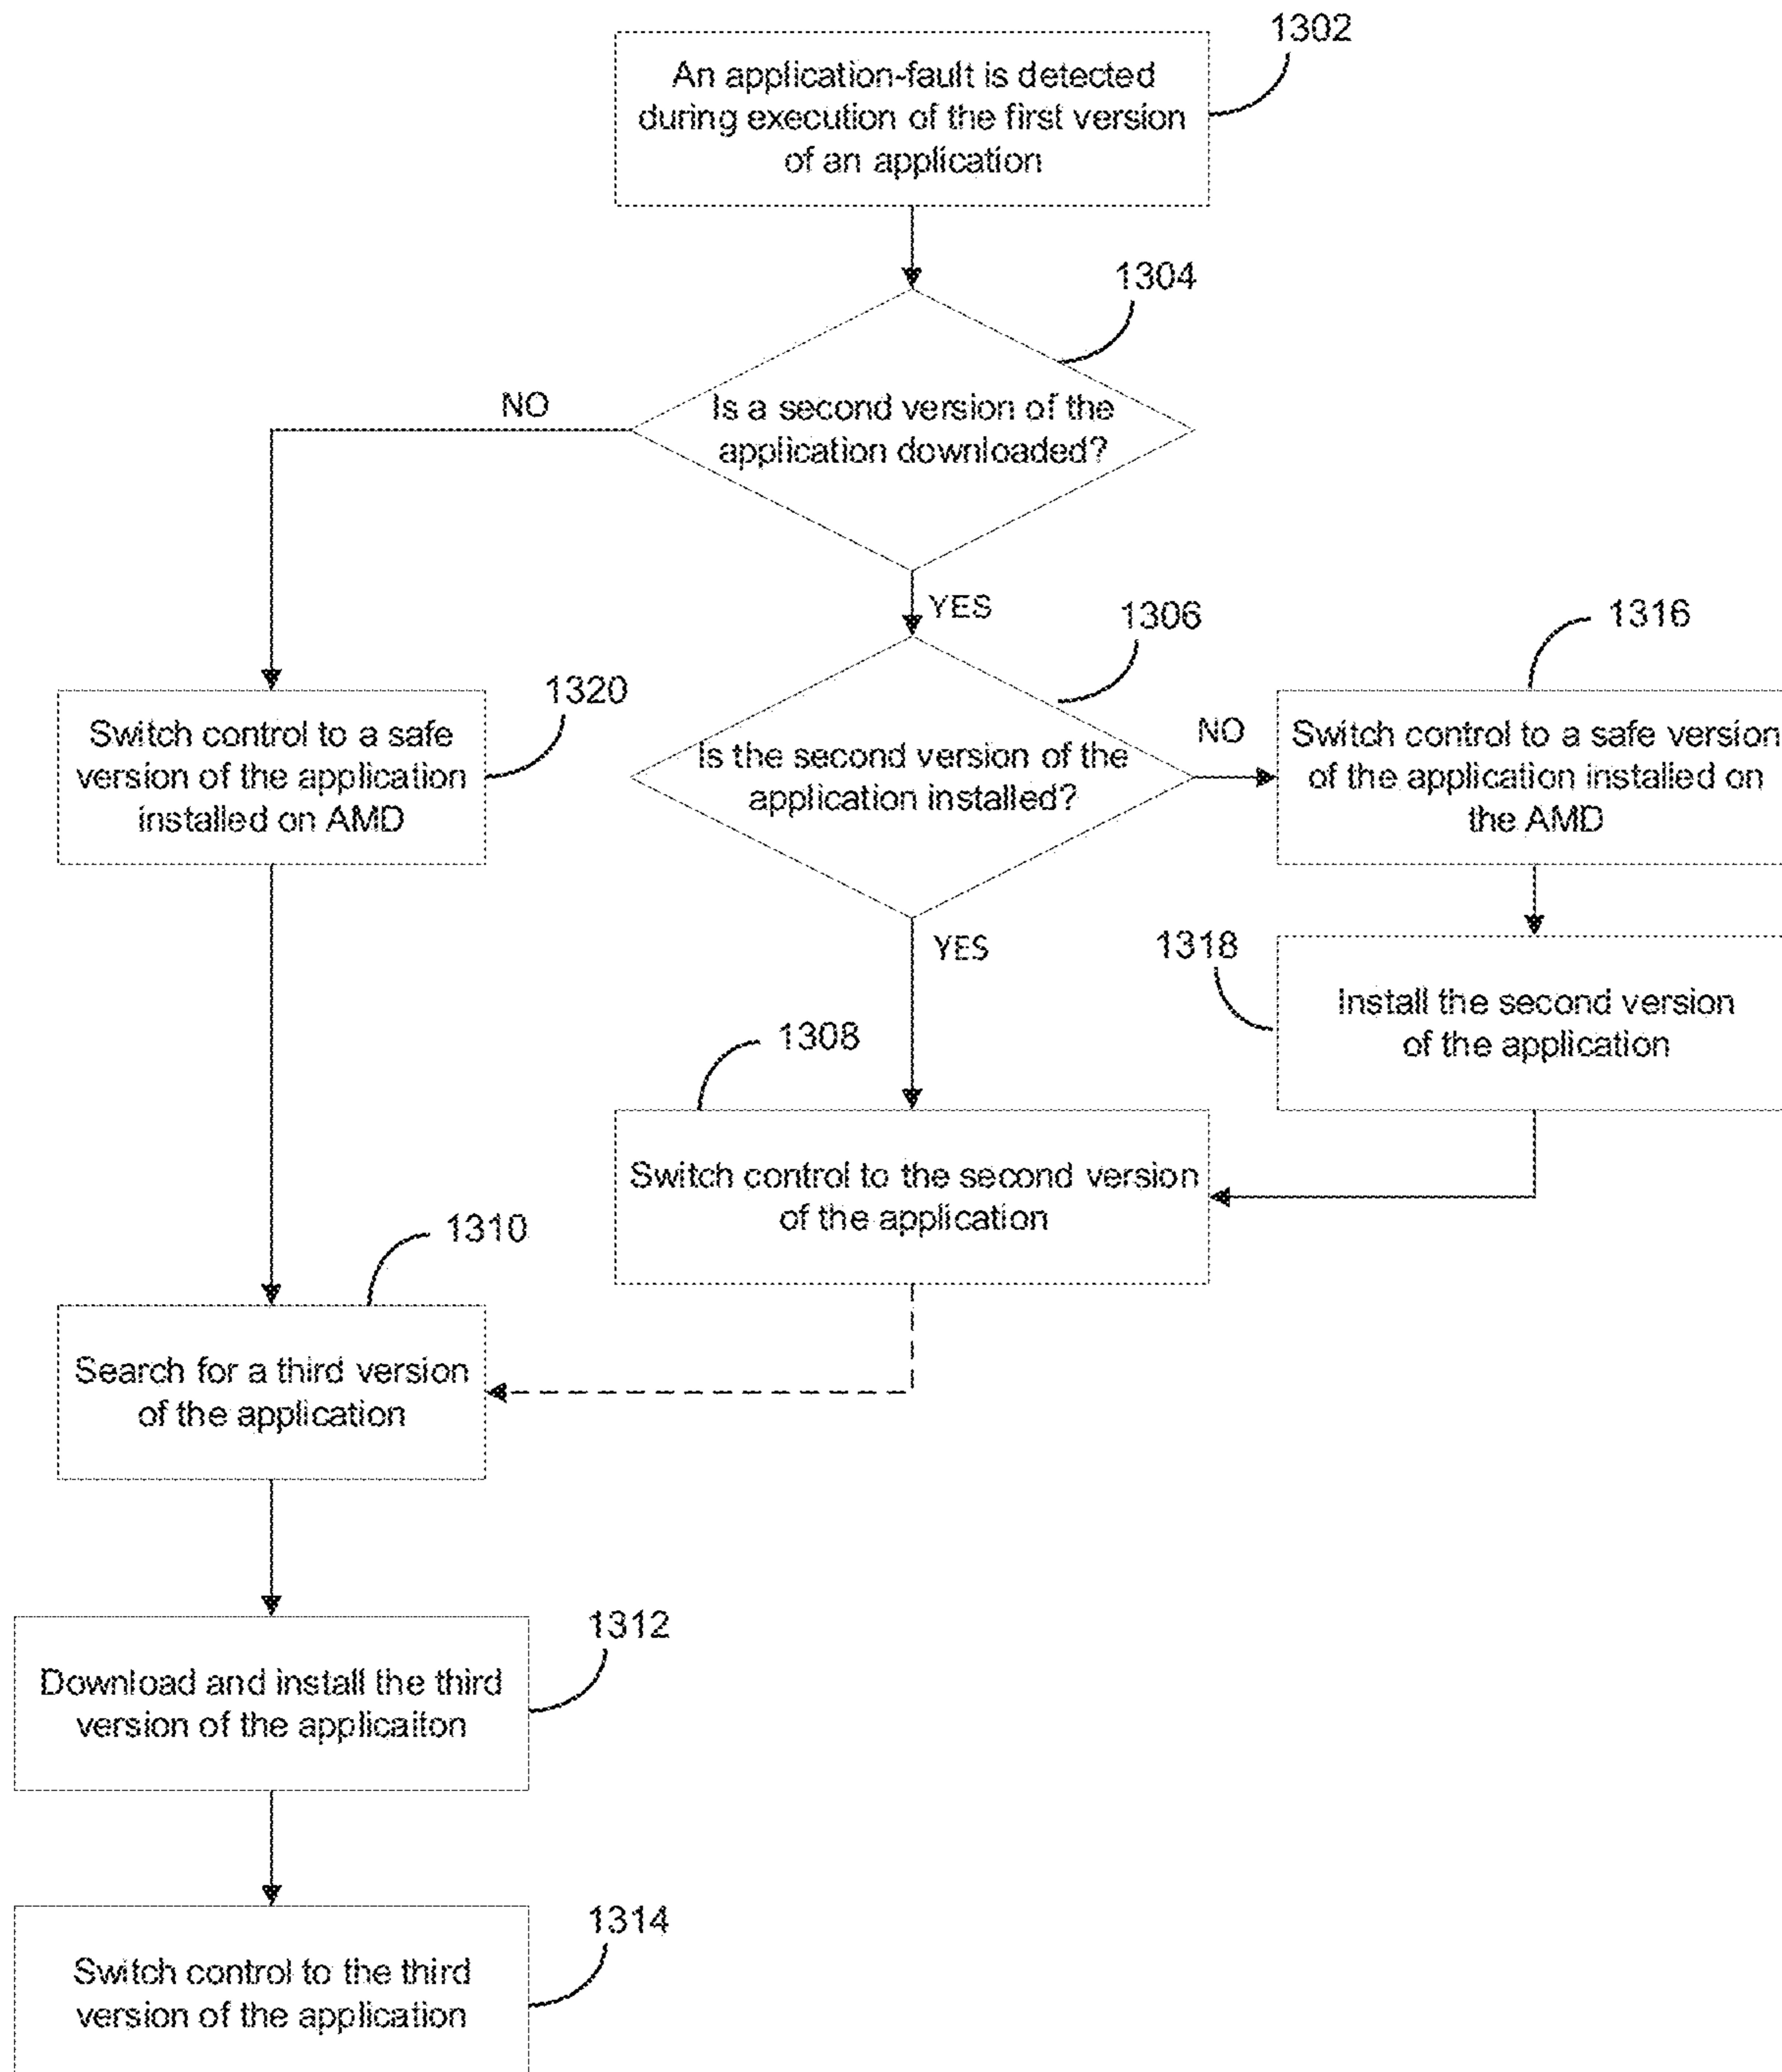 1302
An application-fault is detected
during execution of the first version
of an application
1304
NO
Is a second version of the
application downloaded?
YES
1306
1316
1320
Switch control to a safe
version of the application
installed on AMD
Is the second version of the
application installed?
NO
Switch control to a safe version
of the application installed on
the AMD
YES
1318
Install the second version
of the application
1308
Switch control to the second version
of the application
1310
Search for a third version
of the application
1312
Download and install the third
version of the applicaiton
1314
Switch control to the third
version of the application